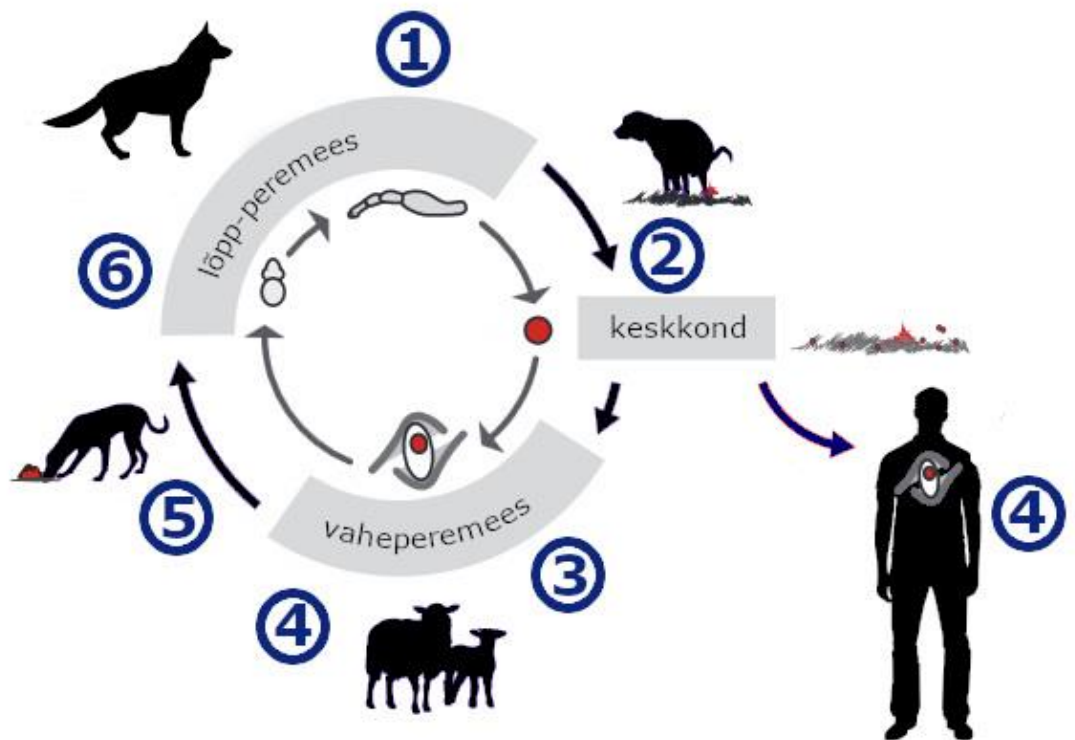 ①
lõpp-peremees
②
⑥
keskkond
④
⑤
vaheperemees
③
④